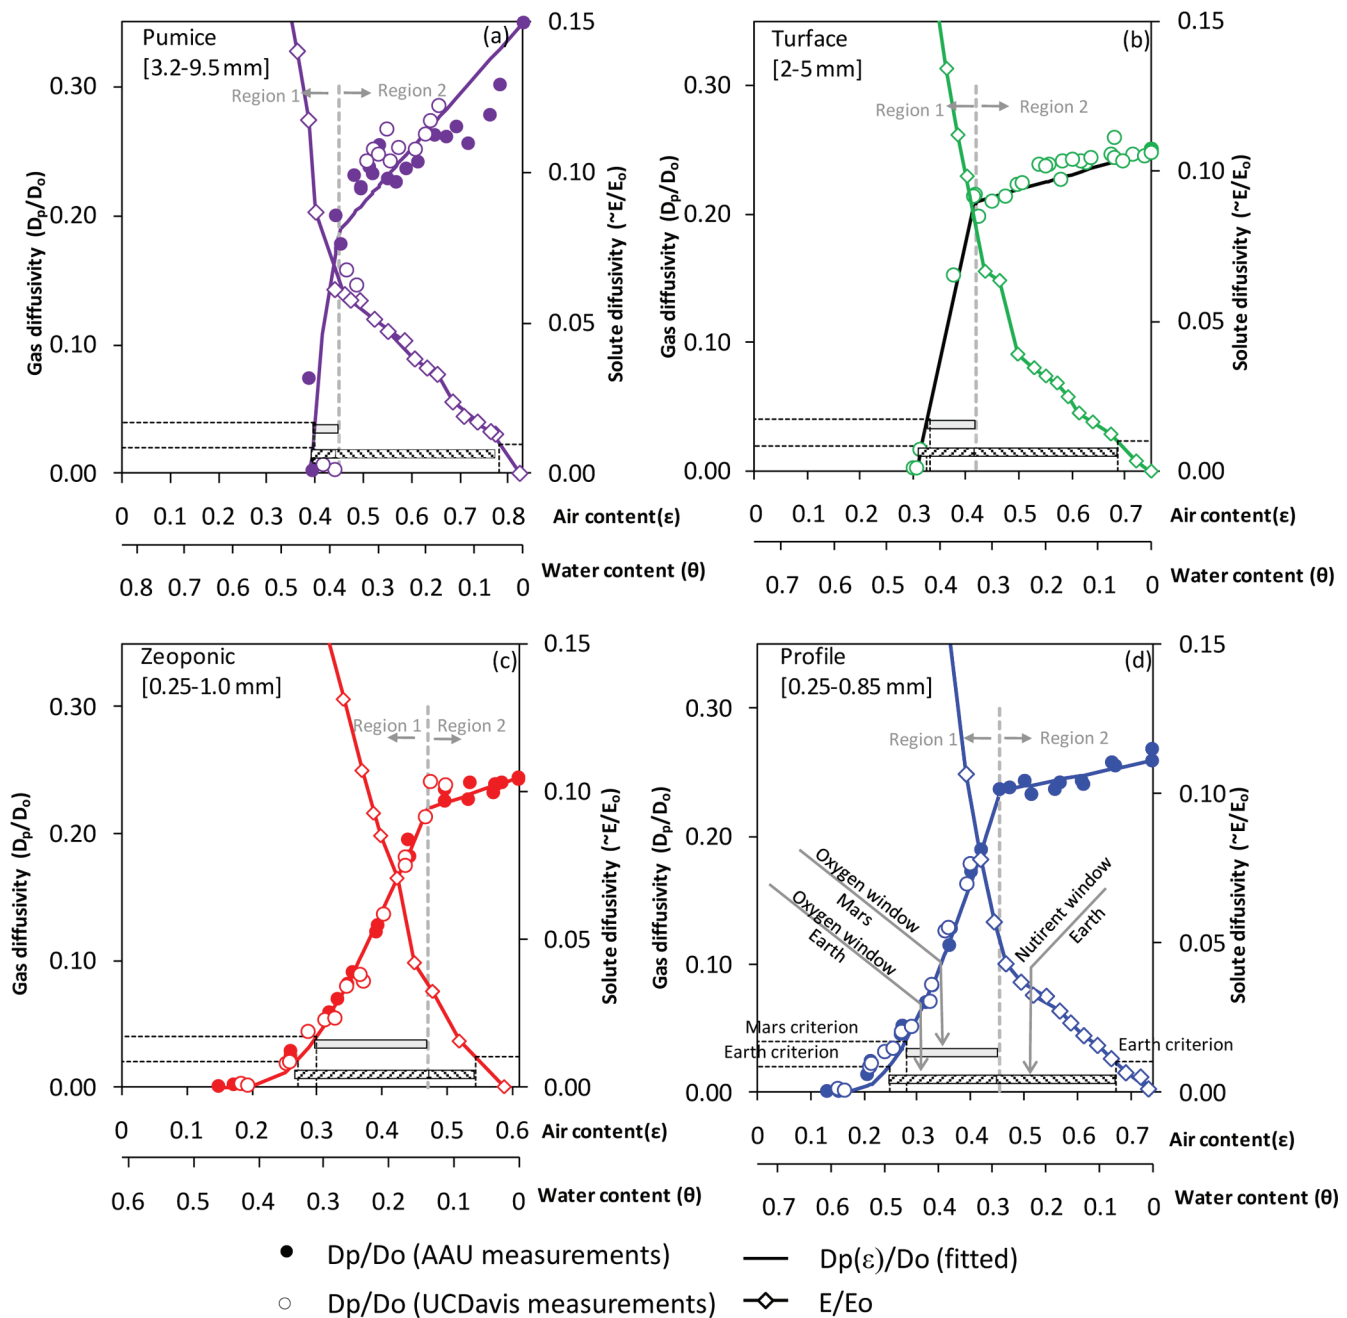 Pumice
[3.2-9.5 mm]
(a)
Region 1
Region 2
0.30
0.20
0.10
0.00
Gas diffusivity (Dp/Do)
0.15
0.10
0.05
0.00
Solute difusivity (~E/Eo)
0 0.1 0.2 0.3 0.4 0.5 0.6 0.7 0.8
Air content(ε)
0.8 0.7 0.6 0.5 0.4 0.3 0.2 0.1 0
Water content (θ)
Turface
[2-5 mm]
(b)
Region 1
Region 2
0.30
0.20
0.10
0.00
Gas diffusivity (Dp/Do)
0.15
0.10
0.05
0.00
Solute difusivity (~E/Eo)
0 0.1 0.2 0.3 0.4 0.5 0.6 0.7
Air content(ε)
0.7 0.6 0.5 0.4 0.3 0.2 0.1 0
Water content (θ)
Zeoponic
[0.25-1.0 mm]
(c)
Region 1
Region 2
0.30
0.20
0.10
0.00
Gas diffusivity (Dp/Do)
0.15
0.10
0.05
0.00
Solute difusivity (~E/Eo)
0 0.1 0.2 0.3 0.4 0.5 0.6
Air content(ε)
0.6 0.5 0.4 0.3 0.2 0.1 0
Water content (θ)
Profile
[0.25-0.85 mm]
(d)
Region 1
Region 2
Oxygen window
Mars
Oxygen window
Earth
Nutirent window
Earth
Mars criterion
Earth criterion
Earth criterion
0.30
0.20
0.10
0.00
Gas diffusivity (Dp/Do)
0.15
0.10
0.05
0.00
Solute difusivity (~E/Eo)
0 0.1 0.2 0.3 0.4 0.5 0.6 0.7
Air content(ε)
0.7 0.6 0.5 0.4 0.3 0.2 0.1 0
Water content (θ)
Dp/Do (AAU measurements)
Dp(ε)/Do (fitted)
Dp/Do (UCDavis measurements)
E/Eo